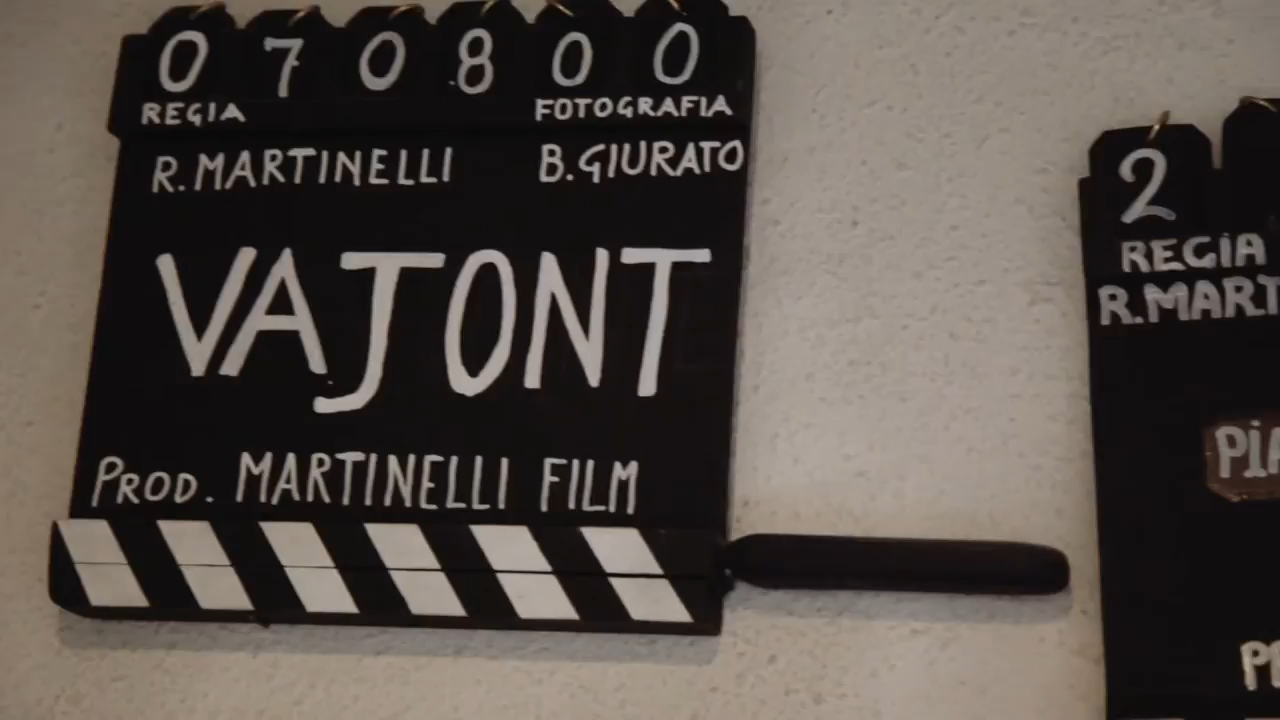 0 7 0 8 0 0
REGIA FOTOGRAFIA
R.MARTINELLI B.GIURATO
VAJONT
PROD. MARTINELLI FILM
2
REGIA